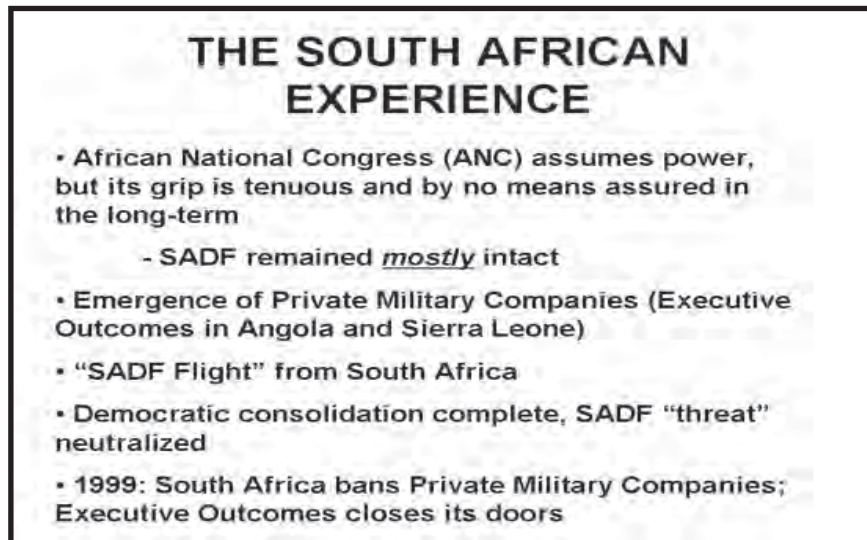 THE SOUTH AFRICAN
EXPERIENCE
• African National Congress (ANC) assumes power,
but its grip is tenuous and by no means assured in
the long-term
- SADF remained mostly intact
• Emergence of Private Military Companies (Executive
Outcomes in Angola and Sierra Leone)
• “SADF Flight” from South Africa
• Democratic consolidation complete, SADF “threat”
neutralized
• 1999: South Africa bans Private Military Companies;
Executive Outcomes closes its doors